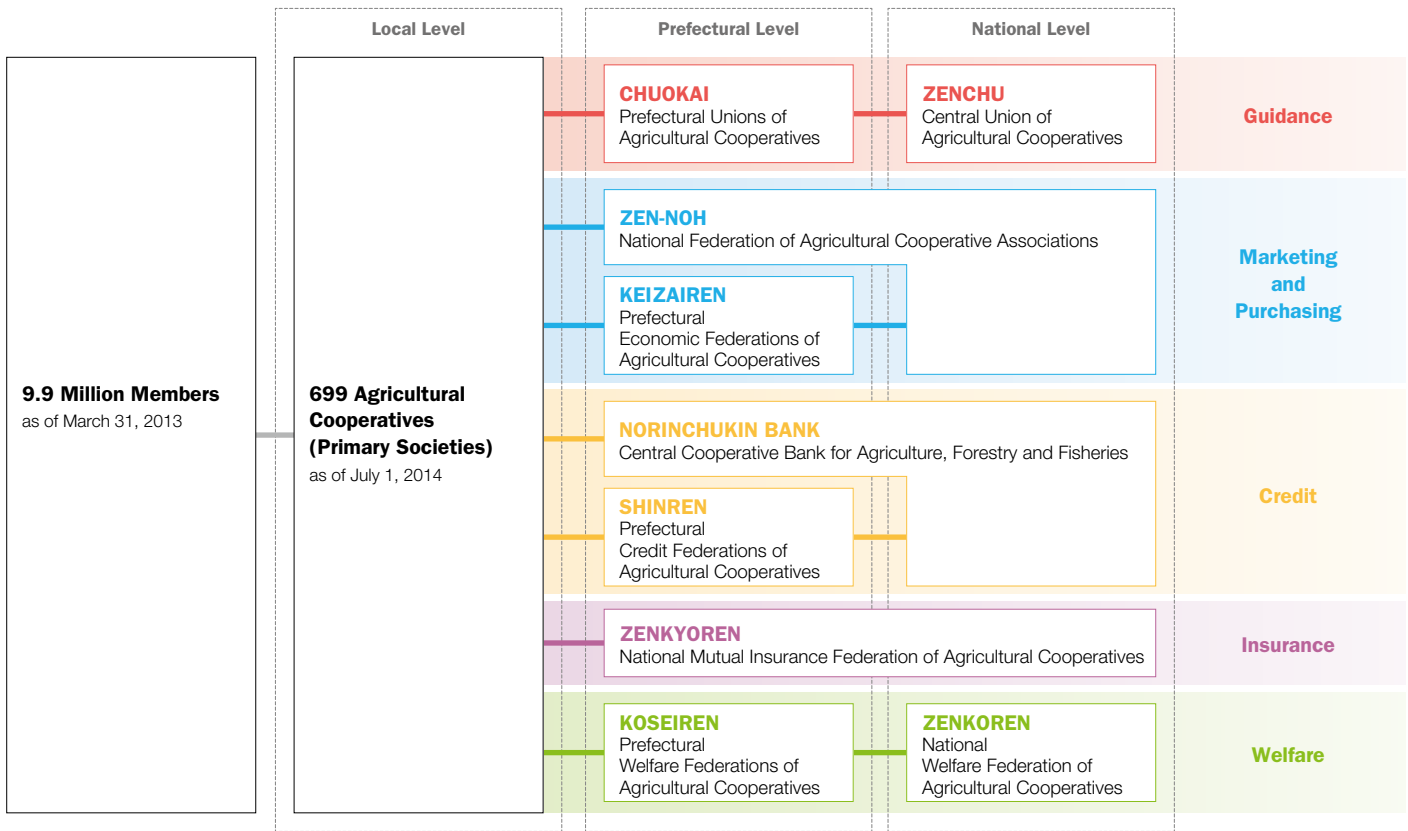 Local Level
Prefectural Level
National Level
9.9 Million Members
as of March 31, 2013
699 Agricultural
Cooperatives
(Primary Societies)
as of July 1, 2014
CHUOKAI
Prefectural Unions of
Agricultural Cooperatives
ZENCHU
Central Union of
Agricultural Cooperatives
Guidance
ZEN-NOH
National Federation of Agricultural Cooperative Associations
KEIZAIREN
Prefectural
Economic Federations of
Agricultural Cooperatives
Marketing
and
Purchasing
NORINCHUKIN BANK
Central Cooperative Bank for Agriculture, Forestry and Fisheries
SHINREN
Prefectural
Credit Federations of
Agricultural Cooperatives
Credit
ZENKYOREN
National Mutual Insurance Federation of Agricultural Cooperatives
Insurance
KOSEIREN
Prefectural
Welfare Federations of
Agricultural Cooperatives
ZENKOREN
National
Welfare Federation of
Agricultural Cooperatives
Welfare